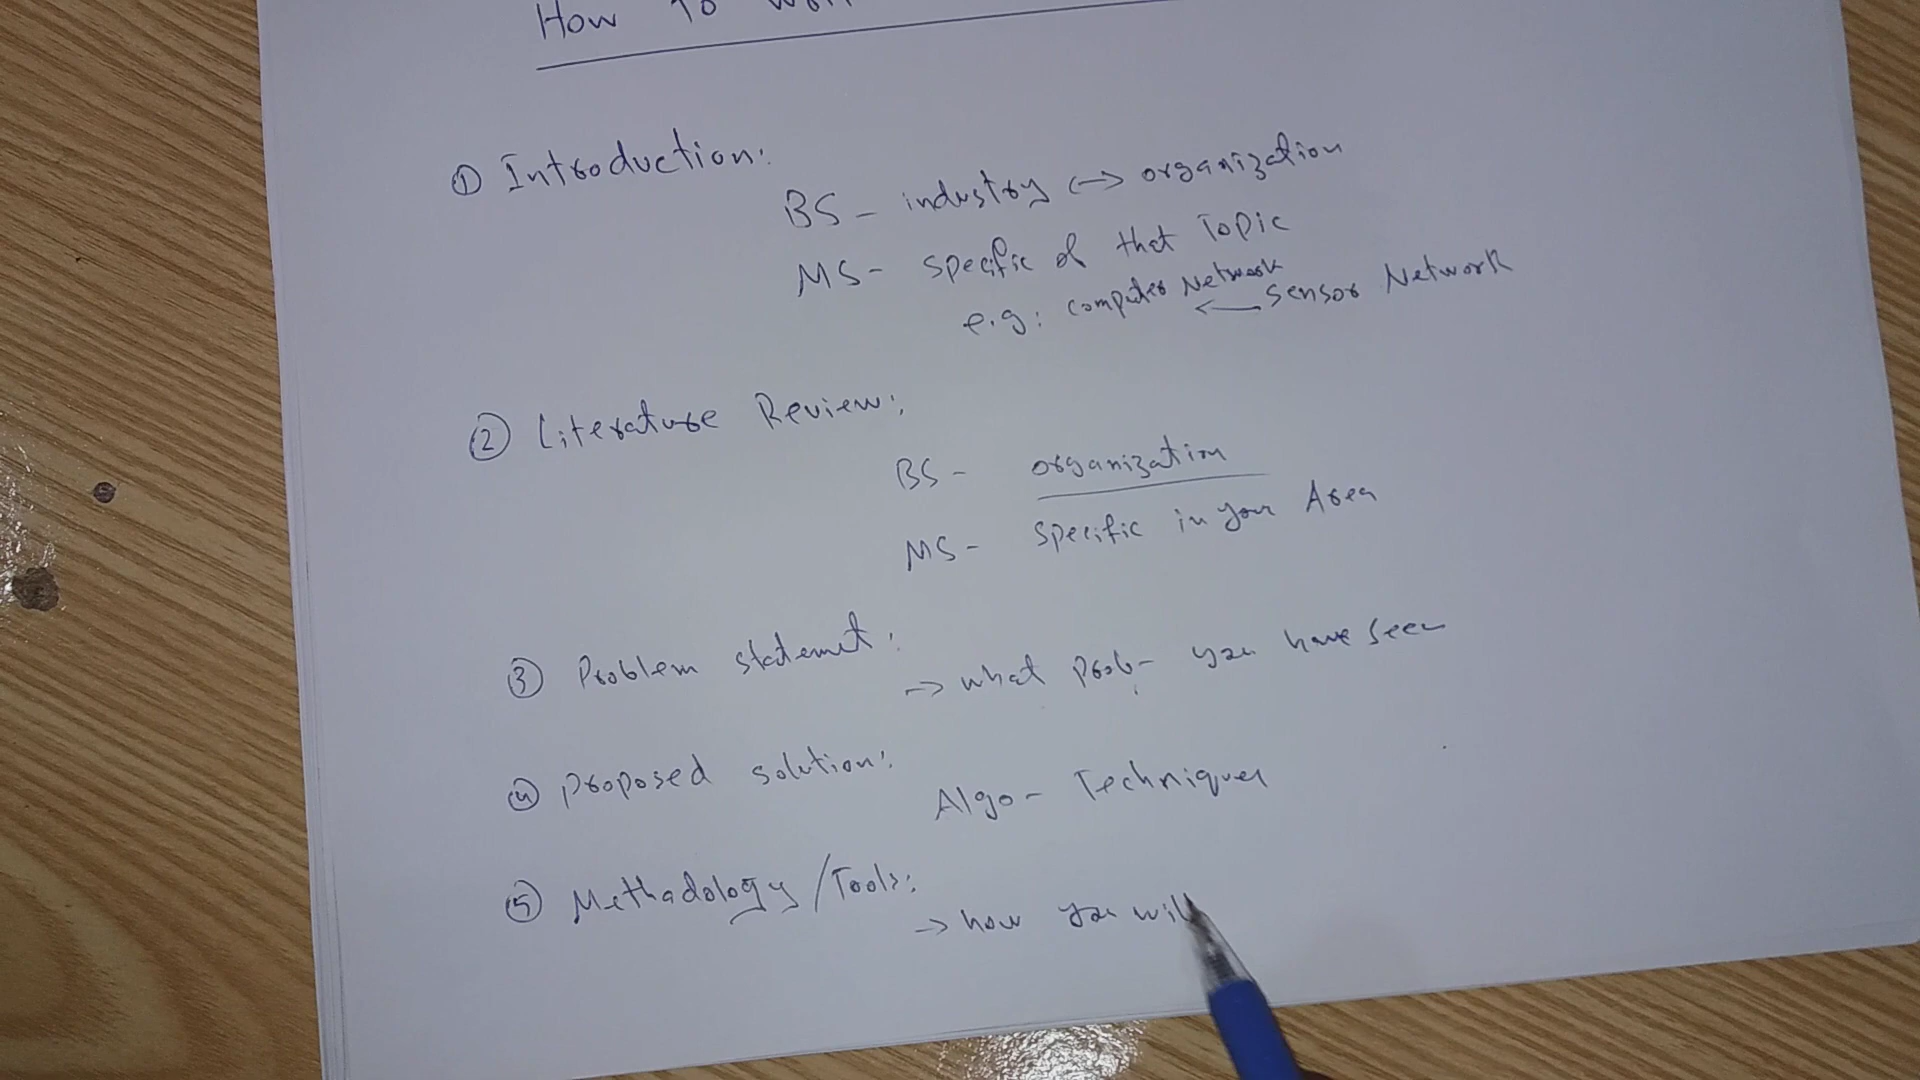 How To
① Introduction:
BS - industry <-> organization
MS - specific of that Topic
e.g: computer Network <- Sensor Network
② Literature Review:
BS - organization
MS - specific in your Area
③ Problem statemet:
-> what prob- you have seen
④ proposed solution:
Algo - Techniques
⑤ Methadology/Tools:
-> how you will